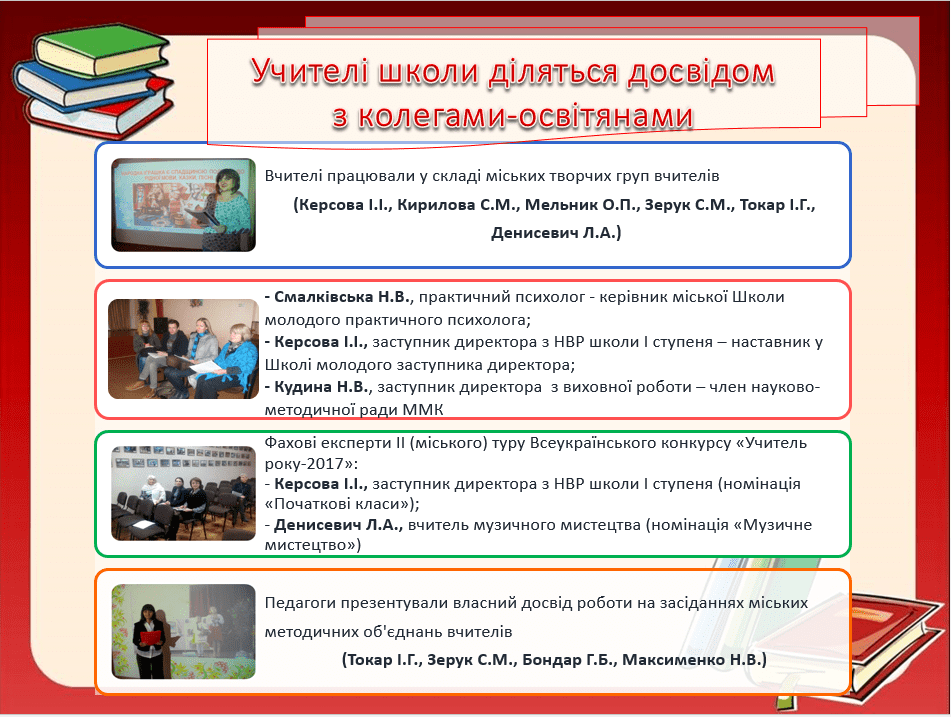 Учителі школи діляться досвідом
з колегами-освітянами
Вчителі працювали у складі міських творчих груп вчителів
(Керсова І.І., Кирилова С.М., Мельник О.П., Зерук С.М., Токар І.Г.,
Денисевич Л.А.)
- Смалківська Н.В., практичний психолог - керівник міської Школи
молодого практичного психолога;
- Керсова І.І., заступник директора з НВР школи І ступеня – наставник у
Школі молодого заступника директора;
- Кудина Н.В., заступник директора  з виховної роботи – член науково-
методичної ради ММК
Фахові експерти ІІ (міського) туру Всеукраїнського конкурсу «Учитель
року-2017»:
- Керсова І.І., заступник директора з НВР школи І ступеня (номінація
«Початкові класи»);
- Денисевич Л.А., вчитель музичного мистецтва (номінація «Музичне
мистецтво»)
Педагоги презентували власний досвід роботи на засіданнях міських
методичних об'єднань вчителів
(Токар І.Г., Зерук С.М., Бондар Г.Б., Максименко Н.В.)